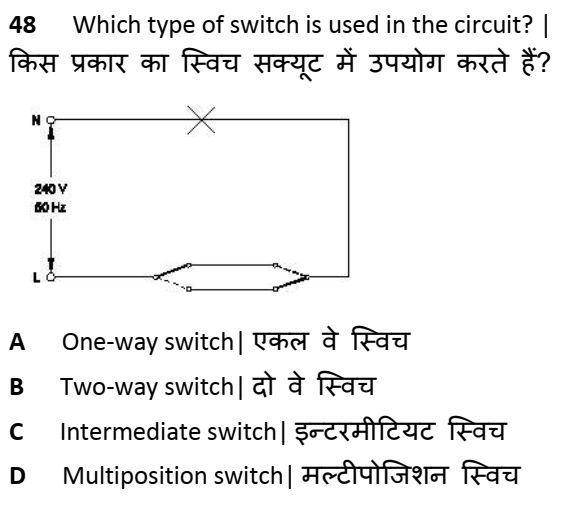 48 Which type of switch is used in the circuit? |
किस प्रकार का स्विच सक्यूट में उपयोग करते हैं?
N
240 V
50 Hz
L
A One-way switch| एकल वे स्विच
B Two-way switch| दो वे स्विच
C Intermediate switch| इन्टरमीटियट स्विच
D Multiposition switch| मल्टीपोजिशन स्विच